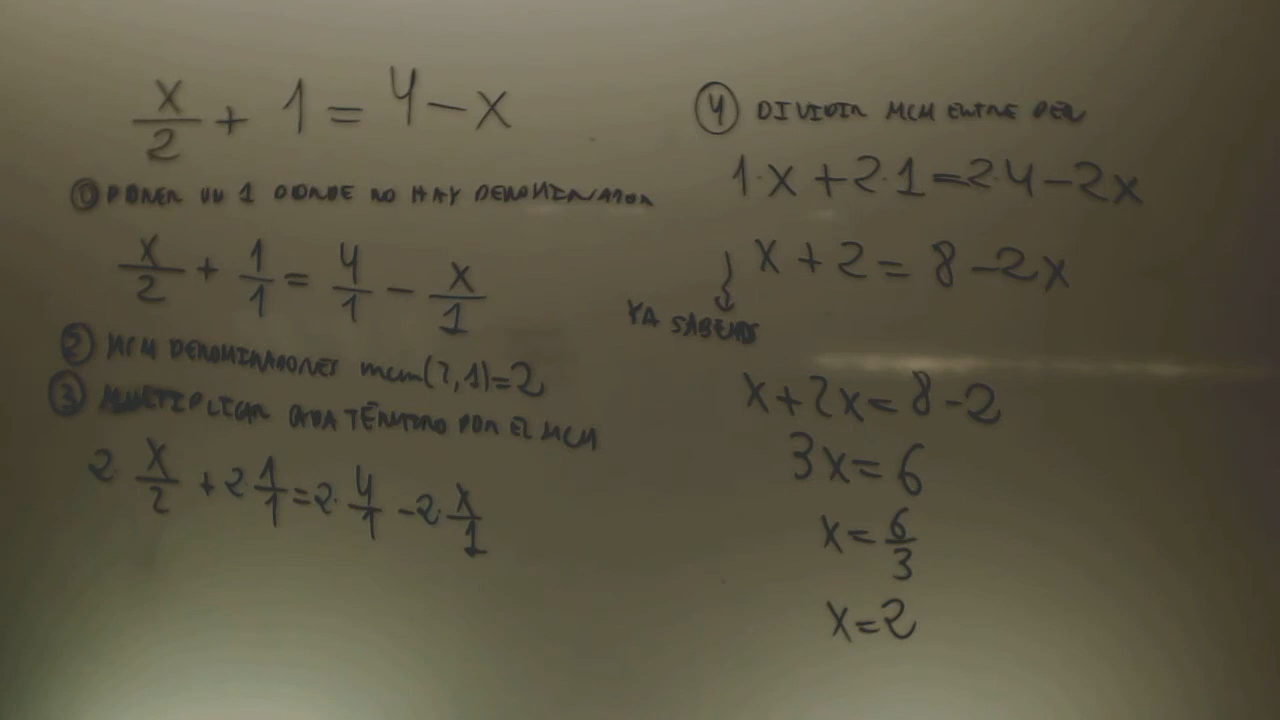 x/2 + 1 = 4 - x
① PONER UN 1 DONDE NO HAY DENOMINADOR
x/2 + 1/1 = 4/1 - x/1
② MCM DENOMINADORES mcm(2,1)=2
③ MULTIPLICAR CADA TÉRMINO POR EL MCM
2· x/2 + 2· 1/1 = 2· 4/1 - 2· x/1
④ DIVIDIR MCM ENTRE DEN
1·x + 2·1 = 2·4 - 2x
x + 2 = 8 - 2x
YA SABEMOS
x + 2x = 8 - 2
3x = 6
x = 6/3
x = 2